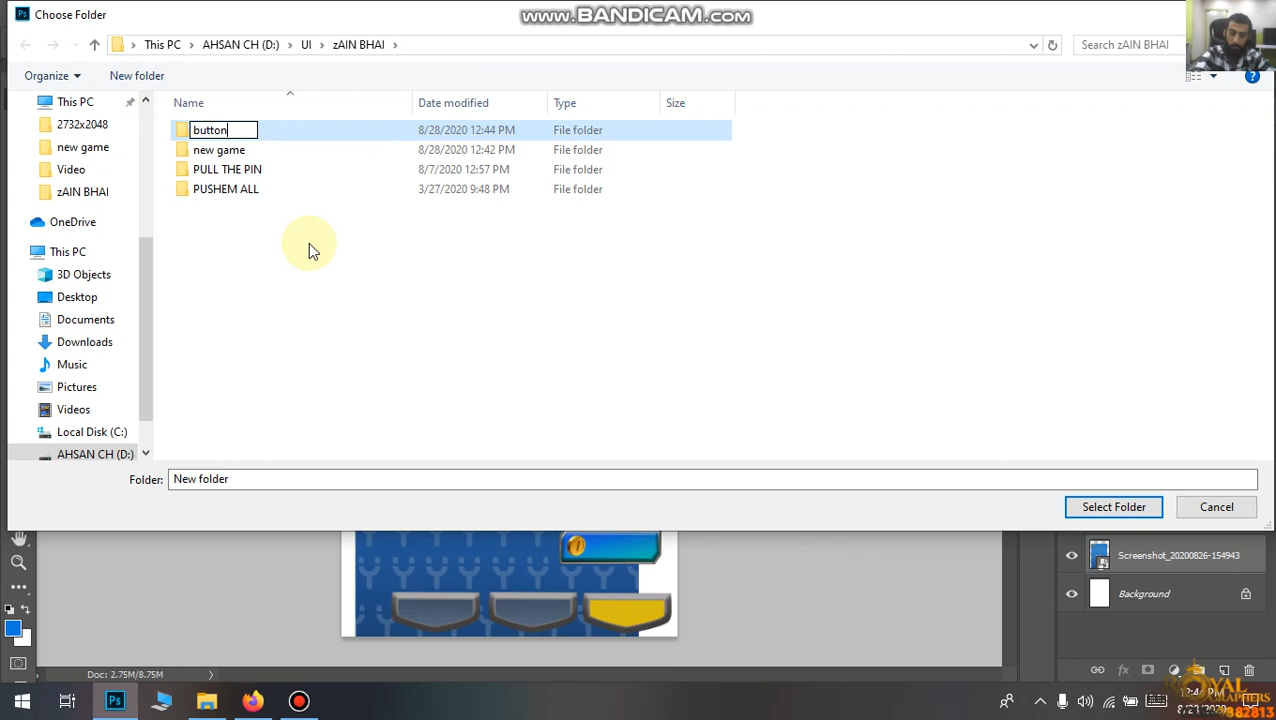 Choose Folder
www.BANDICAM.com
This PC
AHSAN CH (D:)
UI
zAIN BHAI
Search zAIN BHAI
Organize
New folder
Name
Date modified
Type
Size
This PC
2732x2048
new game
Video
zAIN BHAI
OneDrive
This PC
3D Objects
Desktop
Documents
Downloads
Music
Pictures
Videos
Local Disk (C:)
AHSAN CH (D:)
button
8/28/2020 12:44 PM
File folder
new game
8/28/2020 12:42 PM
File folder
PULL THE PIN
8/7/2020 12:57 PM
File folder
PUSHEM ALL
3/27/2020 9:48 PM
File folder
Folder:
New folder
Select Folder
Cancel
Screenshot_20200826-154943
Background
Doc: 2.75M/8.75M
Ps
12:44 PM